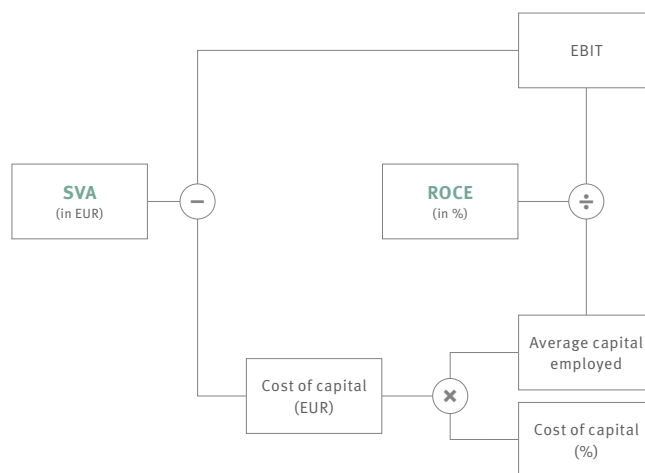 EBIT
SVA
(in EUR)
−
ROCE
(in %)
÷
Average capital
employed
Cost of capital
(EUR)
×
Cost of capital
(%)